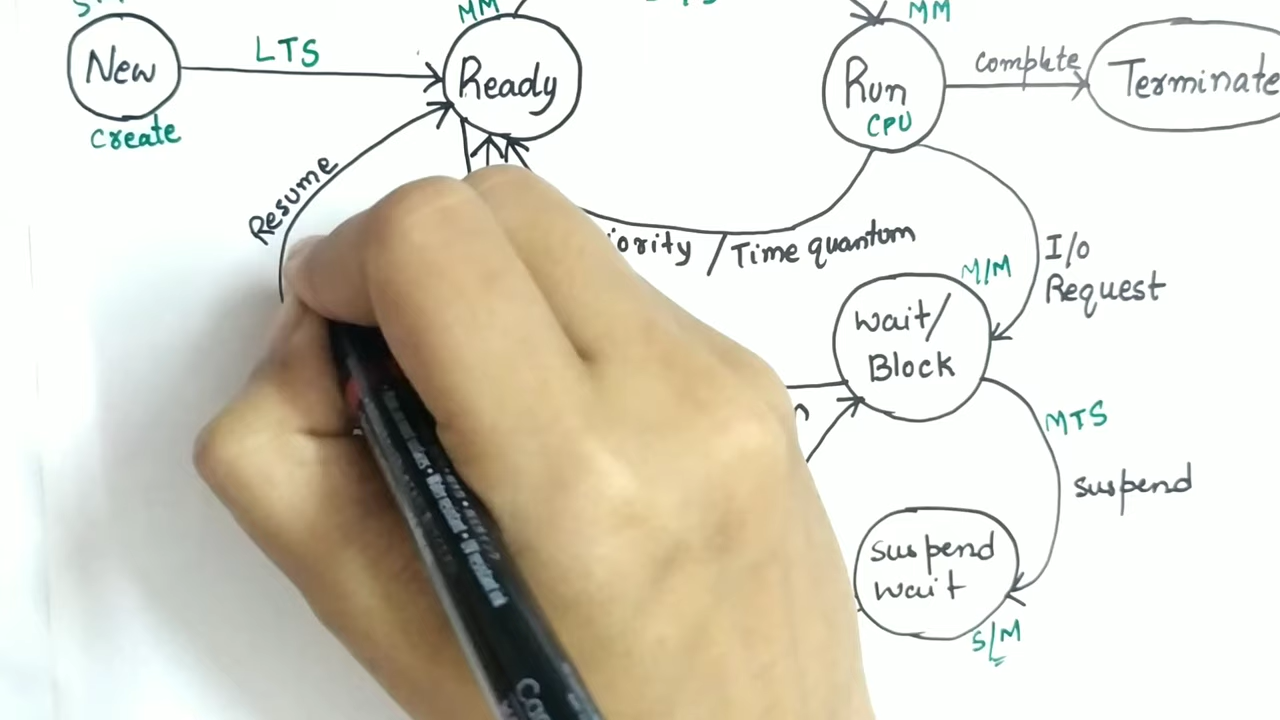 MM
MM
New
LTS
Ready
Run
CPU
complete
Terminate
create
Resume
iority / Time quantum
I/o
Request
M/M
wait/
Block
MTS
suspend
suspend
wait
S/M